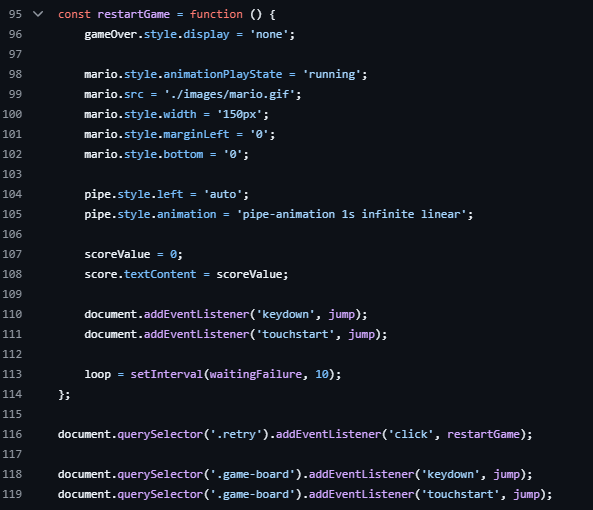 95 const restartGame = function () {
96 gameOver.style.display = 'none';
97
98 mario.style.animationPlayState = 'running';
99 mario.src = './images/mario.gif';
100 mario.style.width = '150px';
101 mario.style.marginLeft = '0';
102 mario.style.bottom = '0';
103
104 pipe.style.left = 'auto';
105 pipe.style.animation = 'pipe-animation 1s infinite linear';
106
107 scoreValue = 0;
108 score.textContent = scoreValue;
109
110 document.addEventListener('keydown', jump);
111 document.addEventListener('touchstart', jump);
112
113 loop = setInterval(waitingFailure, 10);
114 };
115
116 document.querySelector('.retry').addEventListener('click', restartGame);
117
118 document.querySelector('.game-board').addEventListener('keydown', jump);
119 document.querySelector('.game-board').addEventListener('touchstart', jump);